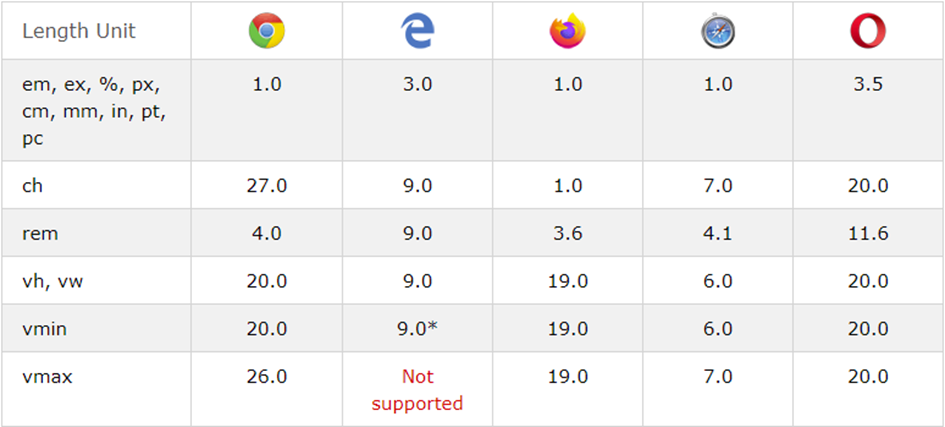 Length Unit
em, ex, %, px, 1.0 3.0 1.0 1.0 3.5
cm, mm, in, pt,
pc
ch 27.0 9.0 1.0 7.0 20.0
rem 4.0 9.0 3.6 4.1 11.6
vh, vw 20.0 9.0 19.0 6.0 20.0
vmin 20.0 9.0* 19.0 6.0 20.0
vmax 26.0 Not 19.0 7.0 20.0
supported